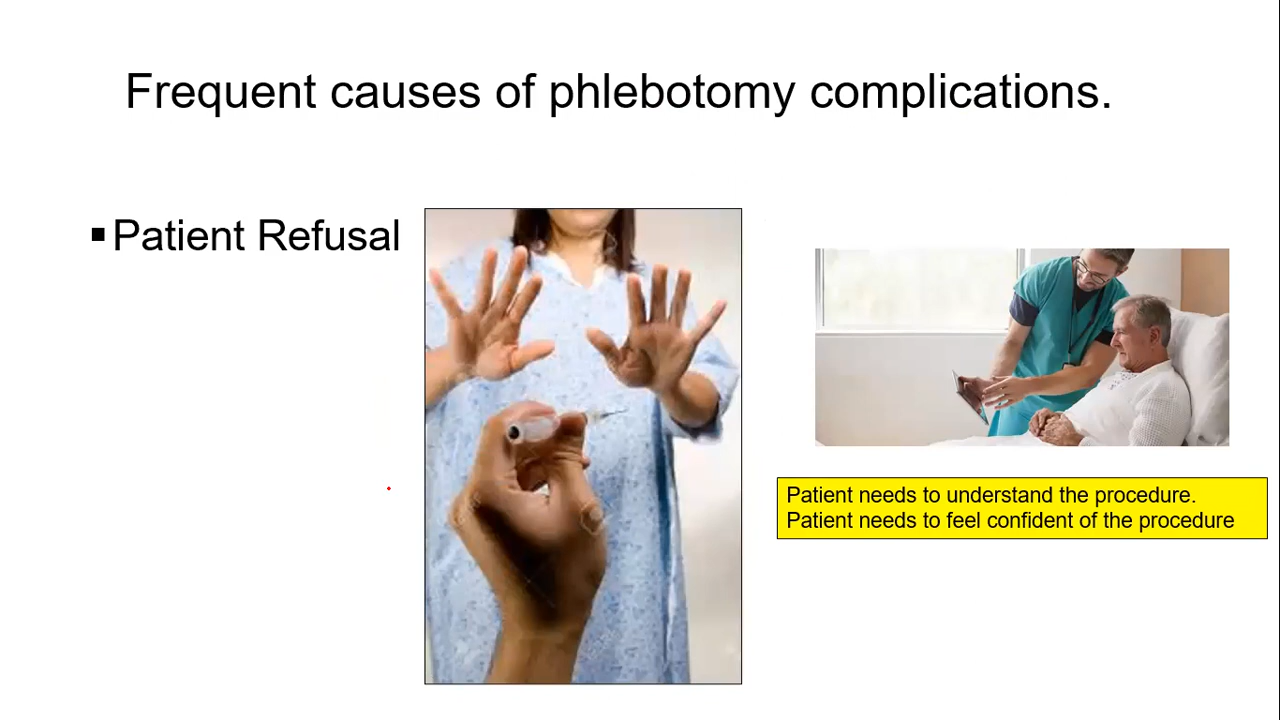 Frequent causes of phlebotomy complications.
▪Patient Refusal
Patient needs to understand the procedure.
Patient needs to feel confident of the procedure